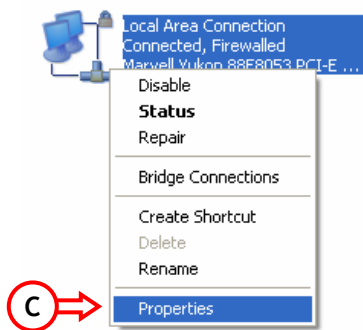 Local Area Connection
Connected, Firewalled
Marvell Yukon 88E8053 PCI-E ...
Disable
Status
Repair
Bridge Connections
Create Shortcut
Delete
Rename
C
Properties